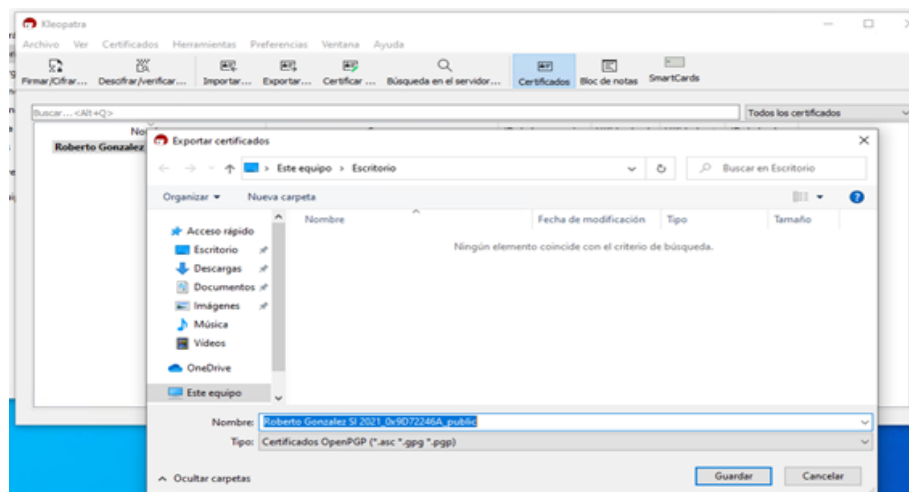 Kleopatra
Archivo Ver Certificados Herramientas Preferencias Ventana Ayuda
Firmar/Cifrar... Descifrar/verificar... Importar... Exportar... Certificar ... Búsqueda en el servidor... Certificados Bloc de notas SmartCards
Buscar... <Alt+Q> Todos los certificados
Roberto Gonzalez
Exportar certificados
Este equipo > Escritorio
Buscar en Escritorio
Organizar Nueva carpeta
Nombre Fecha de modificación Tipo Tamaño
Ningún elemento coincide con el criterio de búsqueda.
Acceso rápido
Escritorio
Descargas
Documentos
Imágenes
Música
Vídeos
OneDrive
Este equipo
Nombre: Roberto Gonzalez SI 2021_0x9D72246A_public
Tipo: Certificados OpenPGP (*.asc *.gpg *.pgp)
Ocultar carpetas
Guardar Cancelar